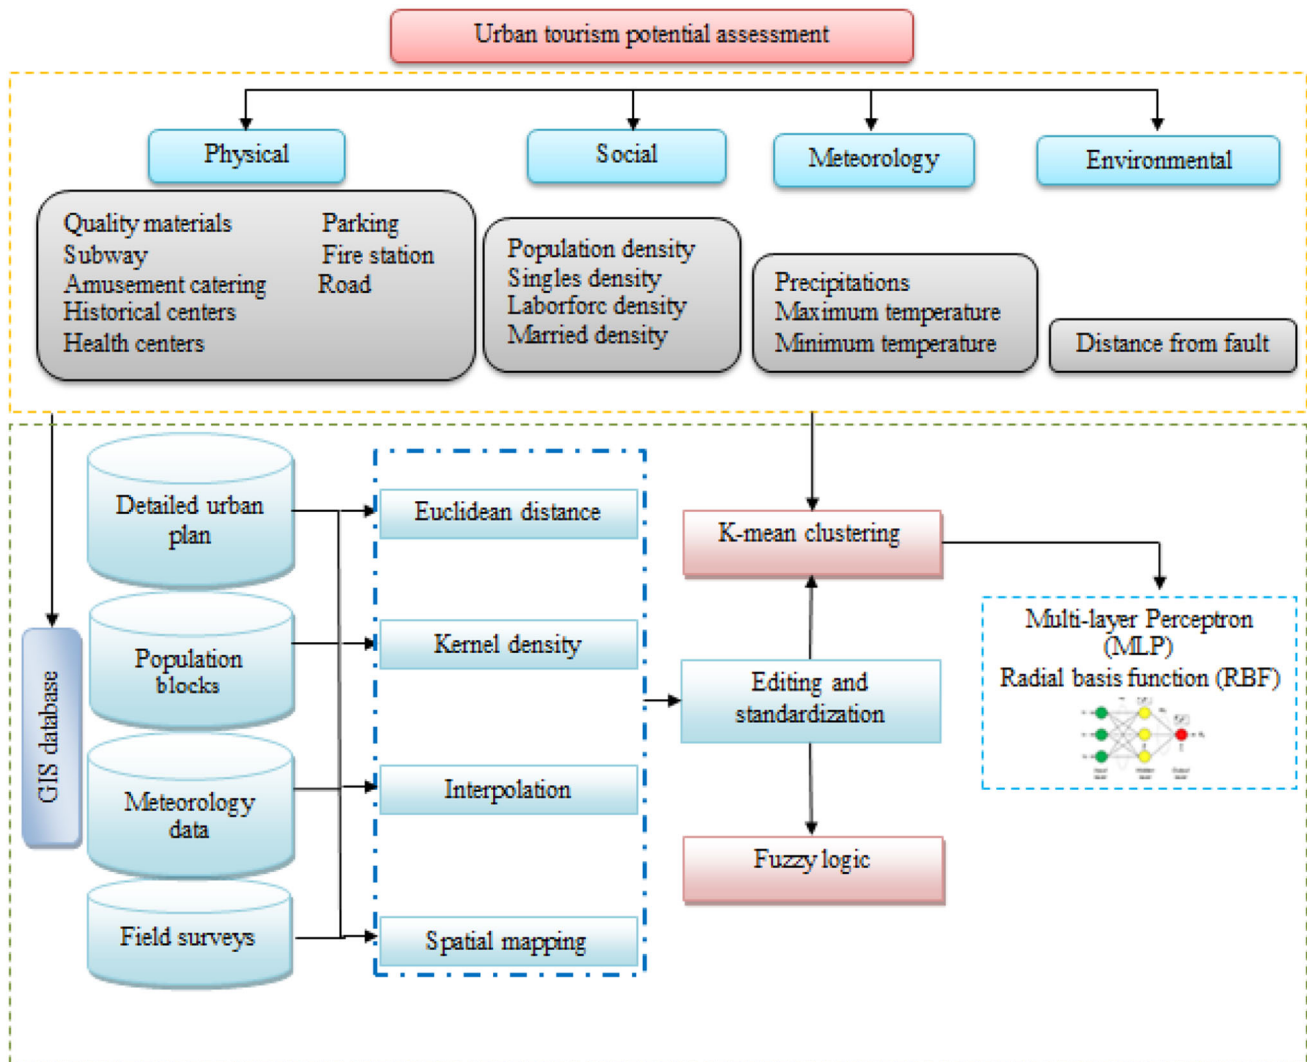 Urban tourism potential assessment
Physical
Social
Meteorology
Environmental
Quality materials
Subway
Amusement catering
Historical centers
Health centers
Parking
Fire station
Road
Population density
Singles density
Laborforc density
Married density
Precipitations
Maximum temperature
Minimum temperature
Distance from fault
GIS database
Detailed urban
plan
Population
blocks
Meteorology
data
Field surveys
Euclidean distance
Kernel density
Interpolation
Spatial mapping
Editing and
standardization
K-mean clustering
Fuzzy logic
Multi-layer Perceptron
(MLP)
Radial basis function (RBF)